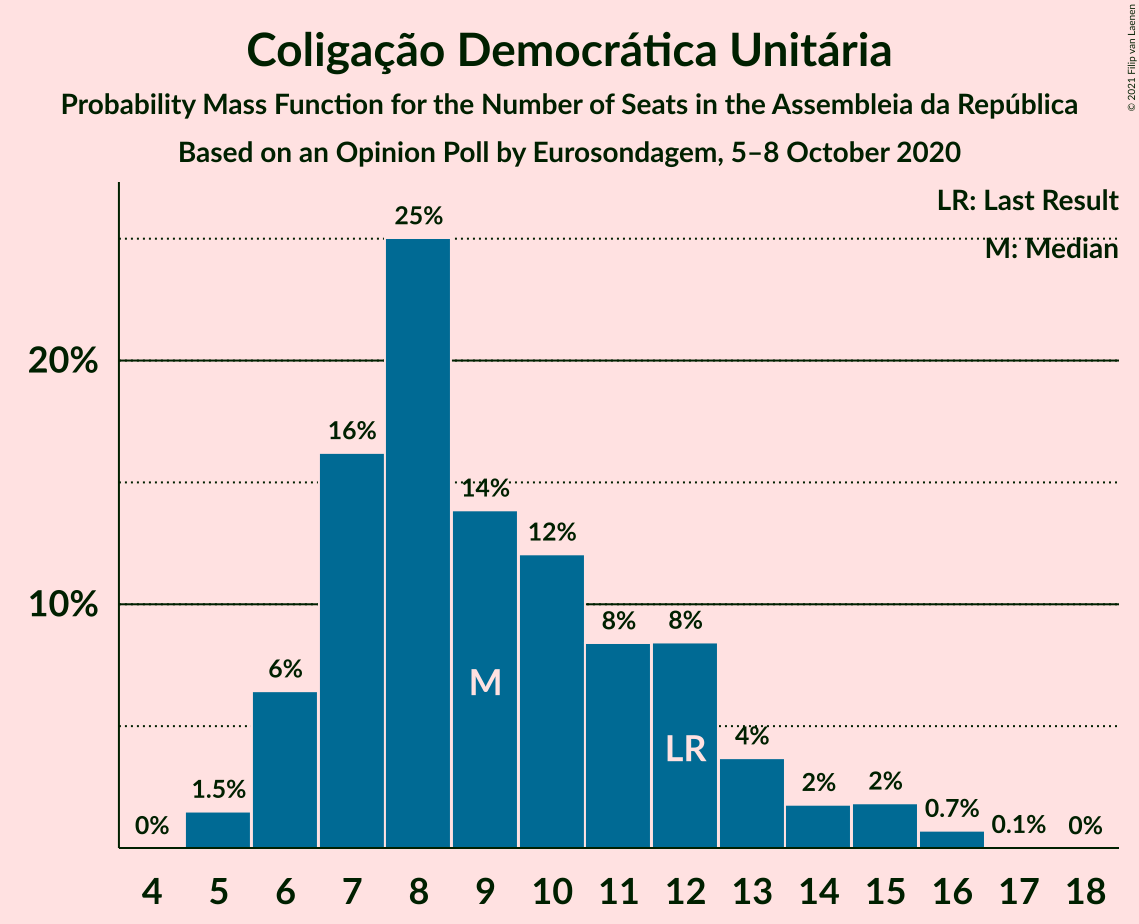 Coligação Democrática Unitária
Probability Mass Function for the Number of Seats in the Assembleia da República
Based on an Opinion Poll by Eurosondagem, 5–8 October 2020
© 2021 Filip van Laenen
LR: Last Result
M: Median
20%
10%
0%
1.5%
6%
16%
25%
14%
12%
8%
8%
4%
2%
2%
0.7%
0.1%
0%
M
LR
4 5 6 7 8 9 10 11 12 13 14 15 16 17 18